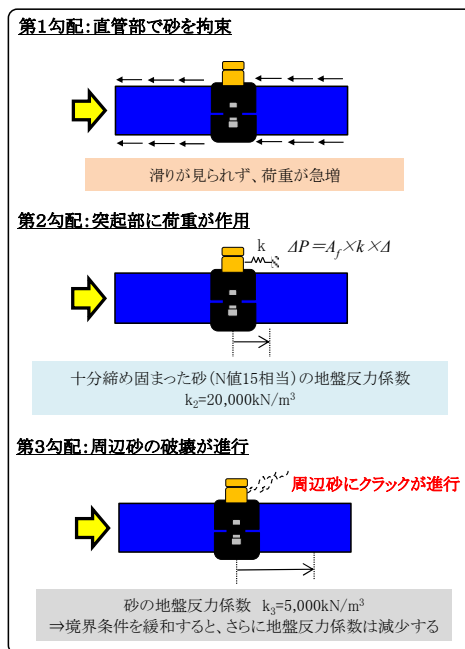 第1勾配：直管部で砂を拘束
滑りが見られず、荷重が急増
第2勾配：突起部に荷重が作用
k
ΔP＝A_f×k×Δ
十分締め固まった砂（N値15相当）の地盤反力係数
k₂=20,000kN/m³
第3勾配：周辺砂の破壊が進行
周辺砂にクラックが進行
砂の地盤反力係数 k₃=5,000kN/m³
⇒境界条件を緩和すると、さらに地盤反力係数は減少する